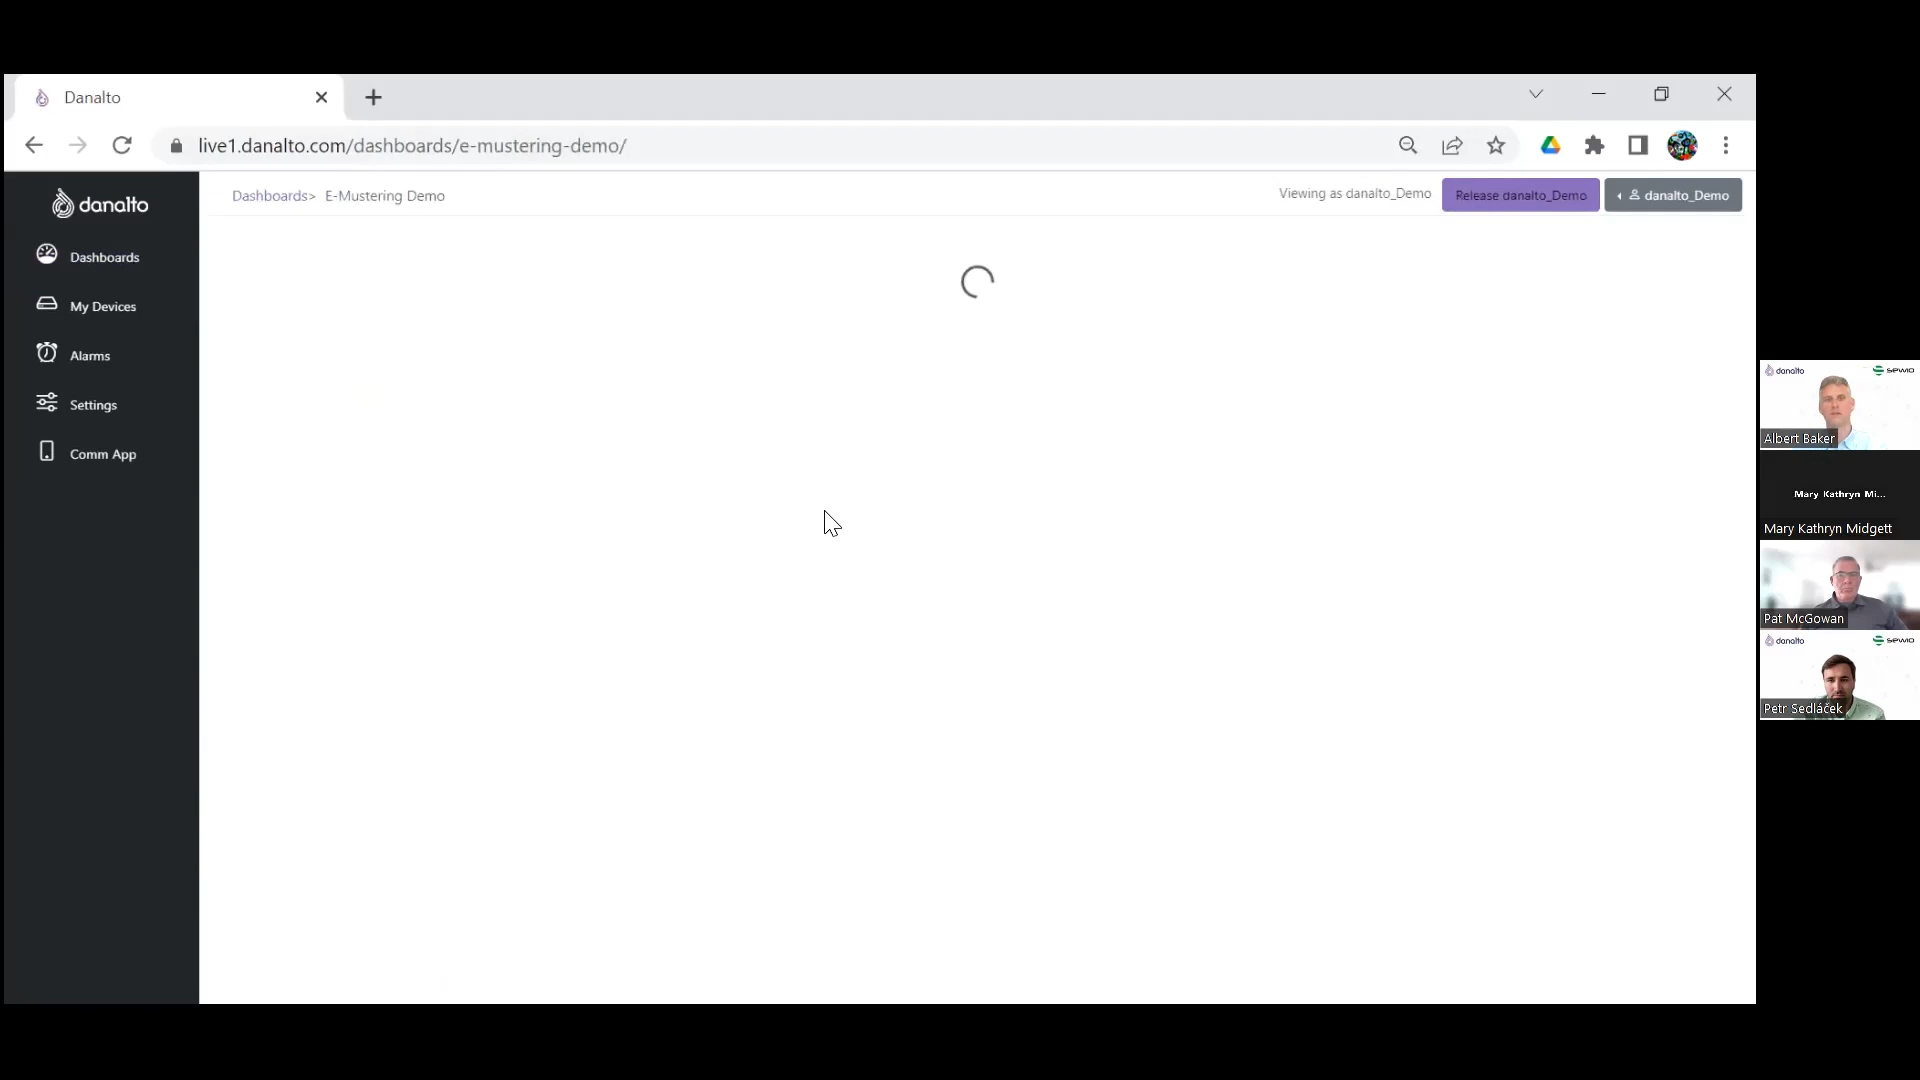 Danalto
live1.danalto.com/dashboards/e-mustering-demo/
danalto
Dashboards> E-Mustering Demo
Viewing as danalto_Demo
Release danalto_Demo
danalto_Demo
Dashboards
My Devices
Alarms
Settings
Comm App
danalto
sewio
Albert Baker
Mary Kathryn Mi...
Mary Kathryn Midgett
Pat McGowan
danalto
sewio
Petr Sedláček